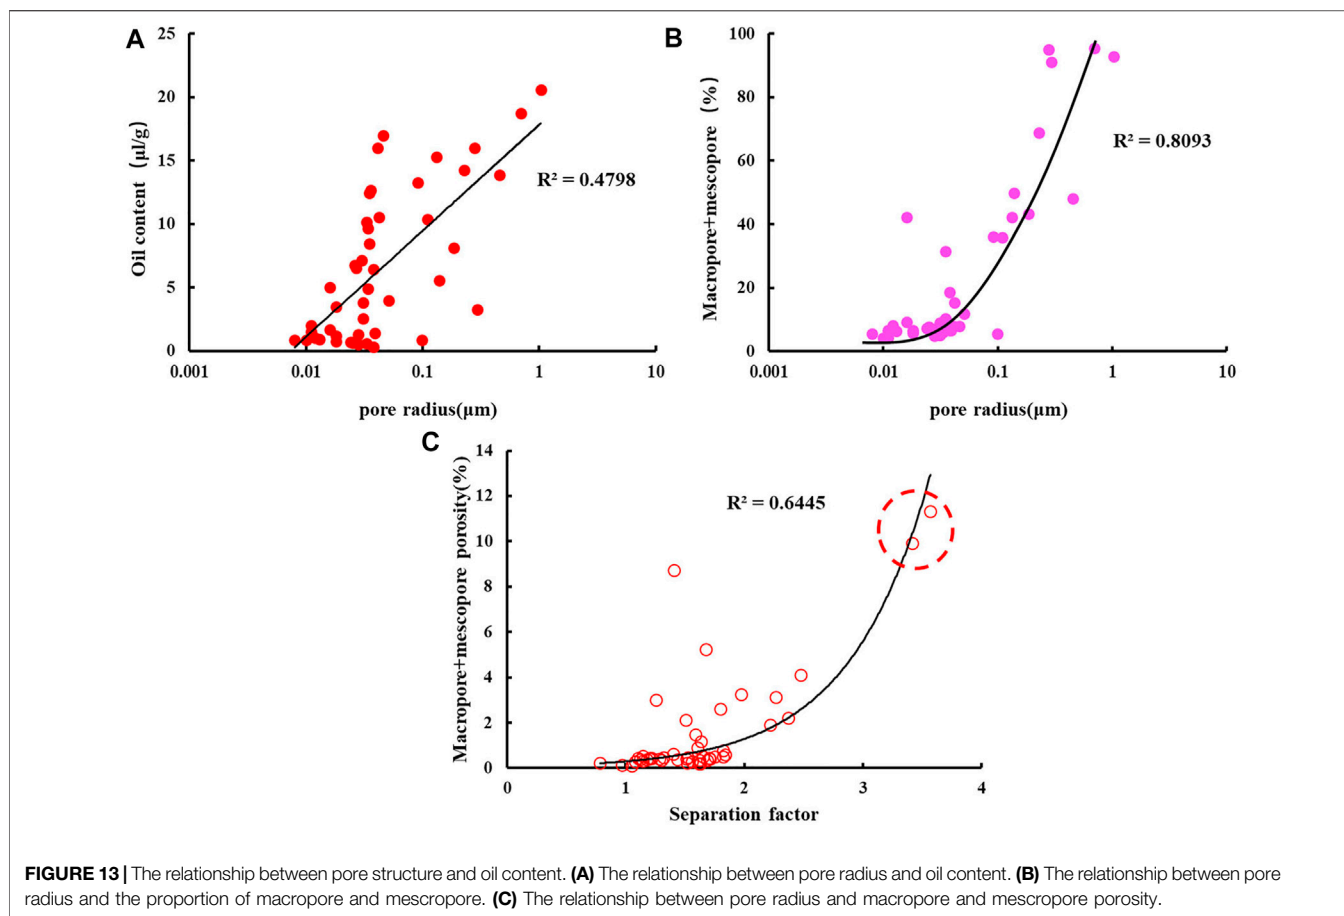 A
25
20
15
10
5
0
Oil content（μl/g）
R² = 0.4798
0.001 0.01 0.1 1 10
pore radius(μm)
B
100
80
60
40
20
0
Macropore+mescopore（%）
R² = 0.8093
0.001 0.01 0.1 1 10
pore radius(μm)
C
14
12
10
8
6
4
2
0
Macropore+mescopore porosity(%)
R² = 0.6445
0 1 2 3 4
Separation factor
FIGURE 13 | The relationship between pore structure and oil content. (A) The relationship between pore radius and oil content. (B) The relationship between pore
radius and the proportion of macropore and mescropore. (C) The relationship between pore radius and macropore and mescropore porosity.